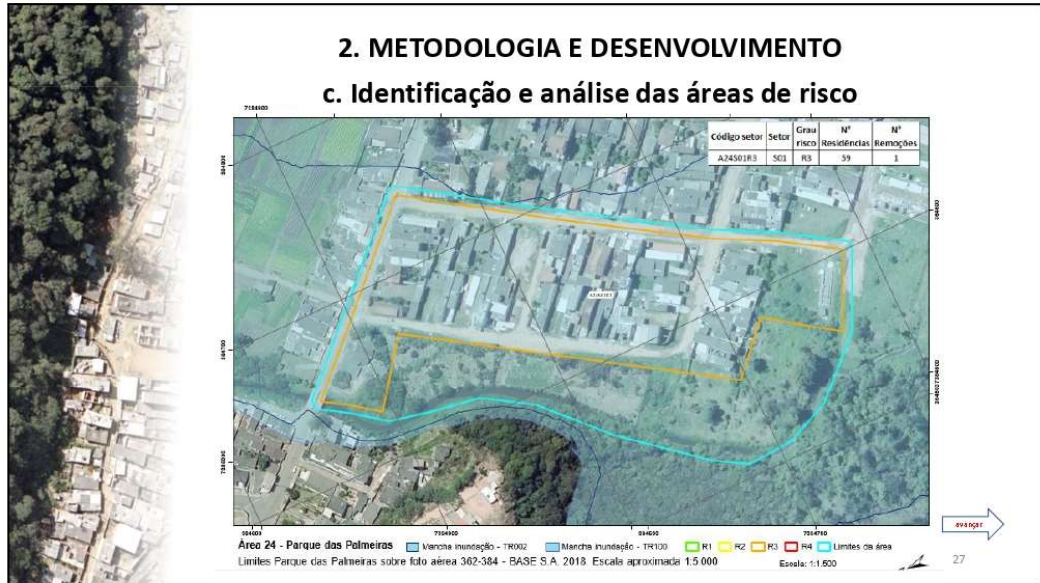 2. METODOLOGIA E DESENVOLVIMENTO
c. Identificação e análise das áreas de risco
Código setor Setor Grau risco Nº Residências Nº Remoções
A24S01R3 S01 R3 59 1
Área 24 - Parque das Palmeiras Mancha inundação - TR002 Mancha inundação - TR100 R1 R2 R3 R4 Limites da área
Limites Parque das Palmeiras sobre foto aérea 362-384 - BASE S.A. 2018 Escala aproximada 1:5 000 Escala: 1:1.500
avançar
27